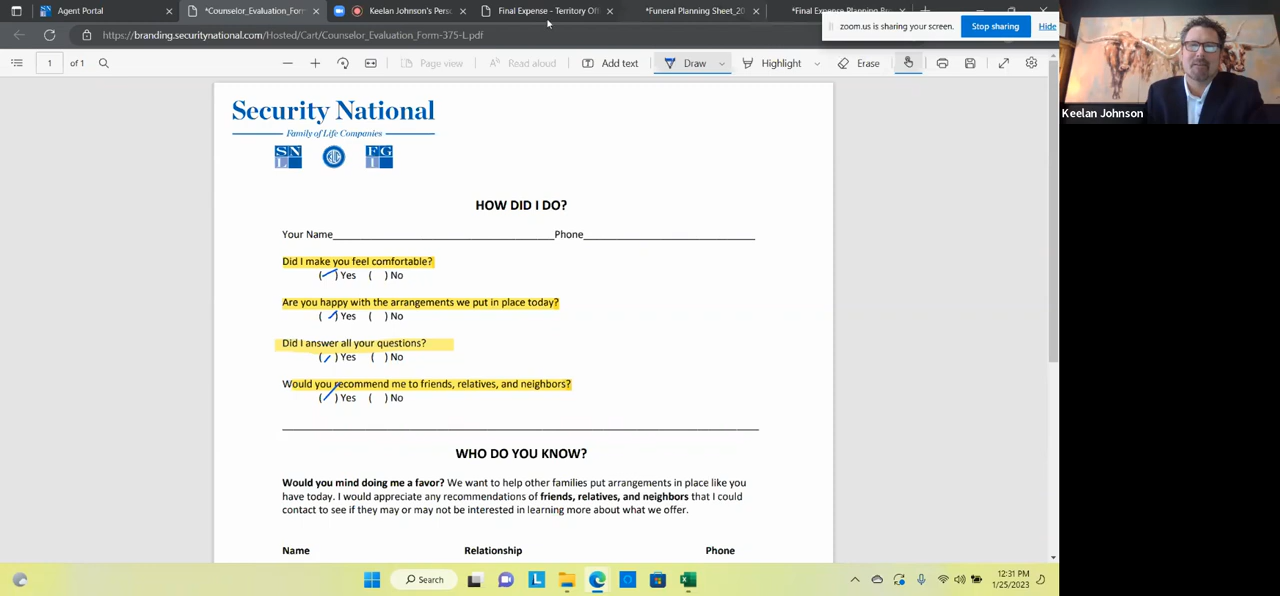 Agent Portal
*Counselor_Evaluation_Form
Keelan Johnson's Pers
Final Expense - Territory Off
*Funeral Planning Sheet_20
*Final Expense Planning Br
https://branding.securitynational.com/Hosted/Cart/Counselor_Evaluation_Form-375-L.pdf
zoom.us is sharing your screen.
Stop sharing
Hide
1 of 1
Page view
Read aloud
Add text
Draw
Highlight
Erase
Keelan Johnson
Security National
Family of Life Companies
SN
L
FG
I
HOW DID I DO?
Your Name Phone
Did I make you feel comfortable?
( ) Yes ( ) No
Are you happy with the arrangements we put in place today?
( ) Yes ( ) No
Did I answer all your questions?
( ) Yes ( ) No
Would you recommend me to friends, relatives, and neighbors?
( ) Yes ( ) No
WHO DO YOU KNOW?
Would you mind doing me a favor? We want to help other families put arrangements in place like you
have today. I would appreciate any recommendations of friends, relatives, and neighbors that I could
contact to see if they may or may not be interested in learning more about what we offer.
Name Relationship Phone
Search
12:31 PM
1/25/2023